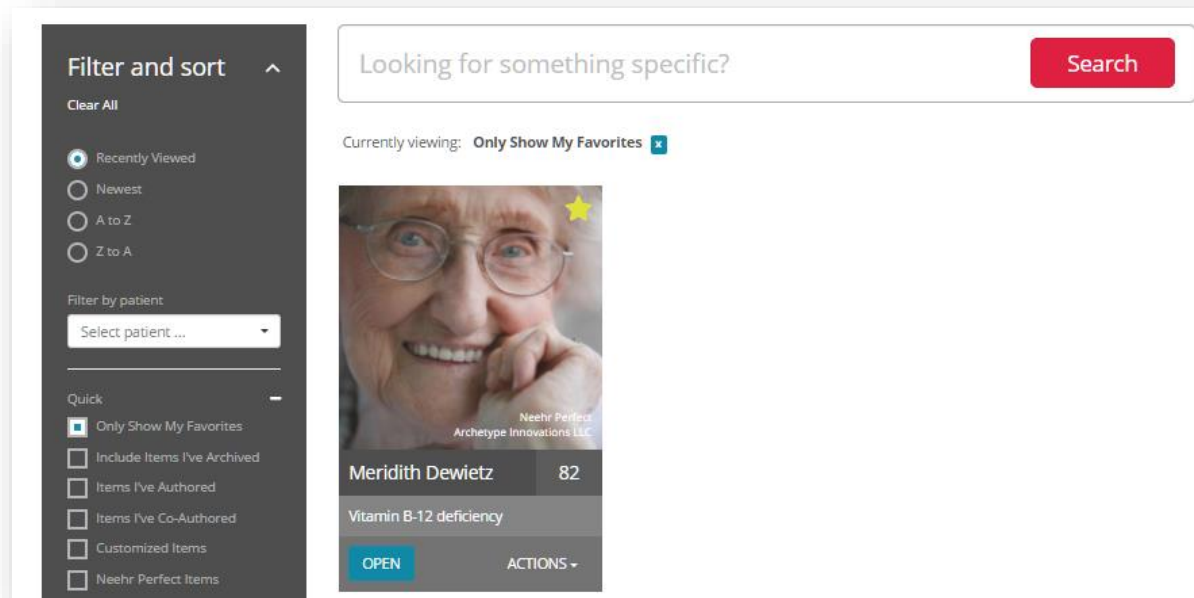 Filter and sort
Clear All
Recently Viewed
Newest
A to Z
Z to A
Filter by patient
Select patient ...
Quick
Only Show My Favorites
Include Items I've Archived
Items I've Authored
Items I've Co-Authored
Customized Items
Neehr Perfect Items
Looking for something specific?
Search
Currently viewing: Only Show My Favorites x
Neehr Perfect
Archetype Innovations LLC
Meridith Dewietz 82
Vitamin B-12 deficiency
OPEN ACTIONS